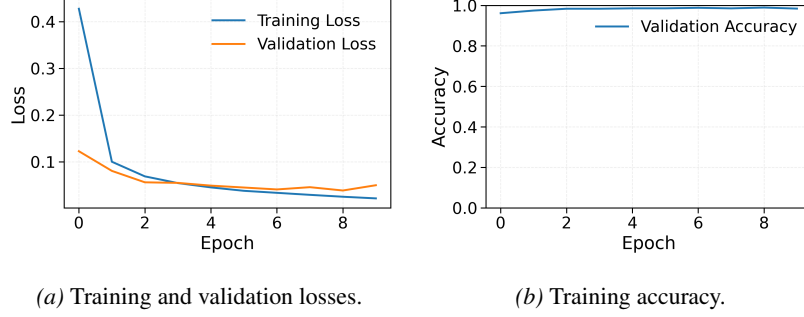 0.4
0.3
0.2
0.1
Loss
Training Loss
Validation Loss
0 2 4 6 8
Epoch
(a) Training and validation losses.
1.0
0.8
0.6
0.4
0.2
0.0
Accuracy
Validation Accuracy
0 2 4 6 8
Epoch
(b) Training accuracy.